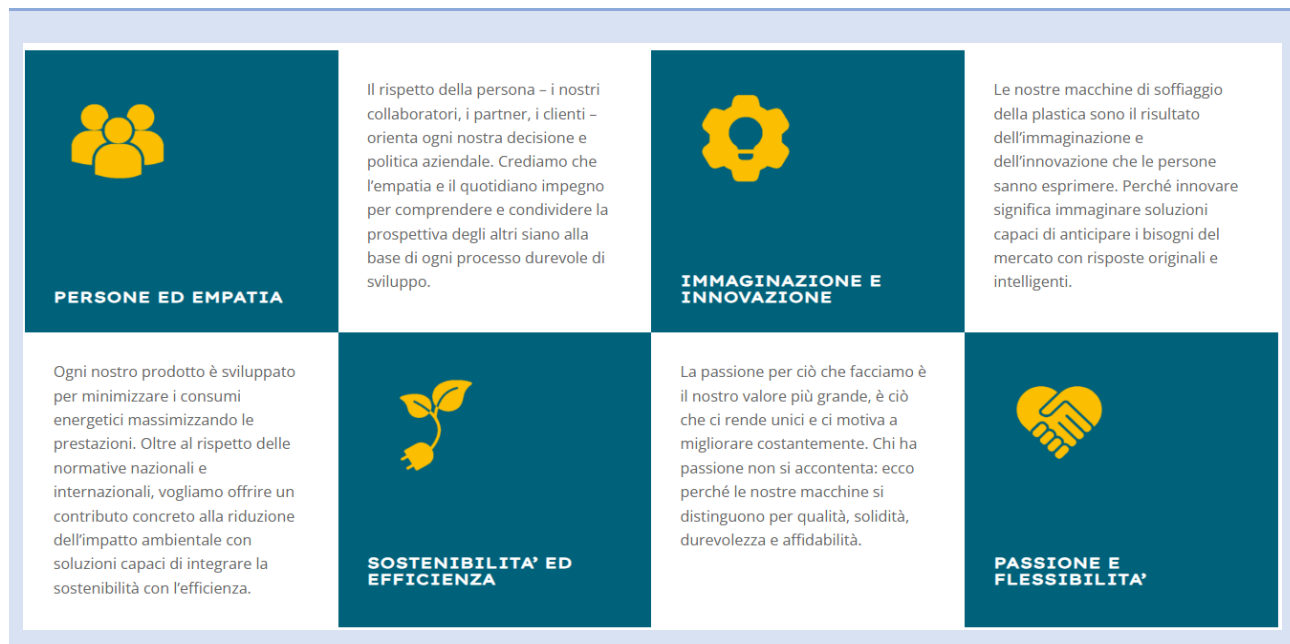 PERSONE ED EMPATIA
Il rispetto della persona – i nostri
collaboratori, i partner, i clienti –
orienta ogni nostra decisione e
politica aziendale. Crediamo che
l’empatia e il quotidiano impegno
per comprendere e condividere la
prospettiva degli altri siano alla
base di ogni processo durevole di
sviluppo.
IMMAGINAZIONE E
INNOVAZIONE
Le nostre macchine di soffiaggio
della plastica sono il risultato
dell’immaginazione e
dell’innovazione che le persone
sanno esprimere. Perché innovare
significa immaginare soluzioni
capaci di anticipare i bisogni del
mercato con risposte originali e
intelligenti.
Ogni nostro prodotto è sviluppato
per minimizzare i consumi
energetici massimizzando le
prestazioni. Oltre al rispetto delle
normative nazionali e
internazionali, vogliamo offrire un
contributo concreto alla riduzione
dell’impatto ambientale con
soluzioni capaci di integrare la
sostenibilità con l’efficienza.
SOSTENIBILITA’ ED
EFFICIENZA
La passione per ciò che facciamo è
il nostro valore più grande, è ciò
che ci rende unici e ci motiva a
migliorare costantemente. Chi ha
passione non si accontenta: ecco
perché le nostre macchine si
distinguono per qualità, solidità,
durevolezza e affidabilità.
PASSIONE E
FLESSIBILITA’